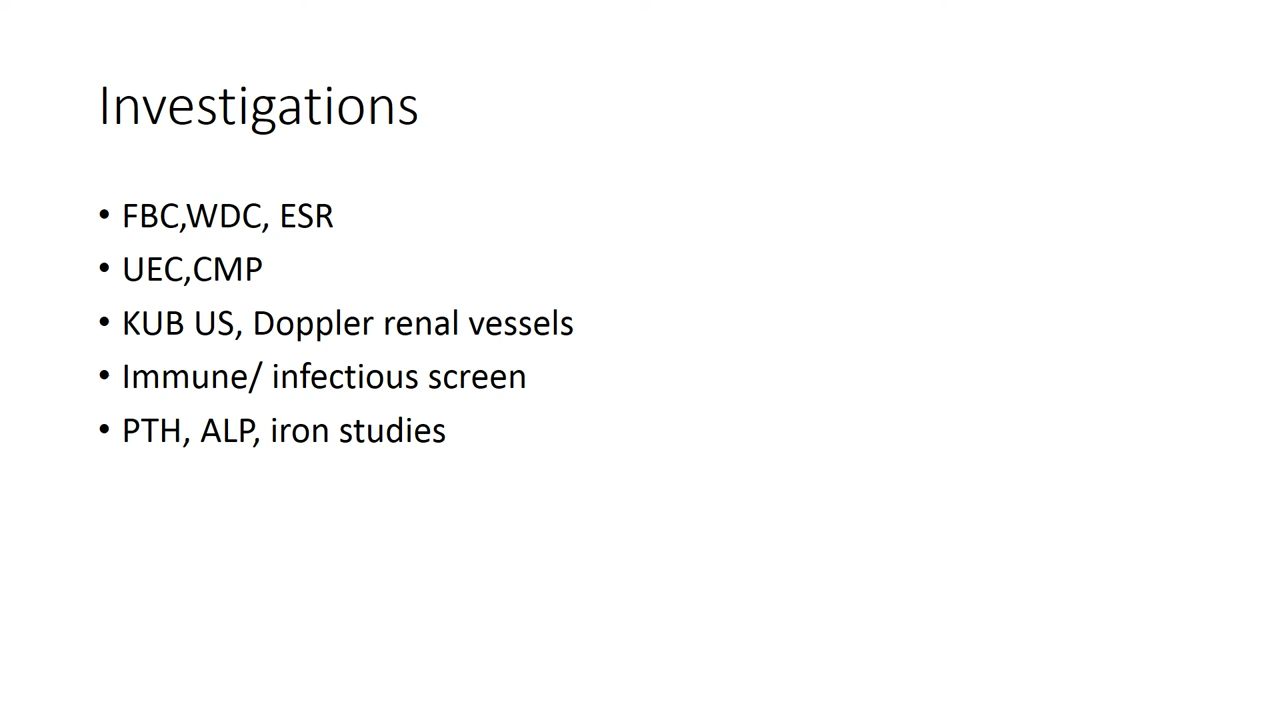 Investigations
• FBC,WDC, ESR
• UEC,CMP
• KUB US, Doppler renal vessels
• Immune/ infectious screen
• PTH, ALP, iron studies